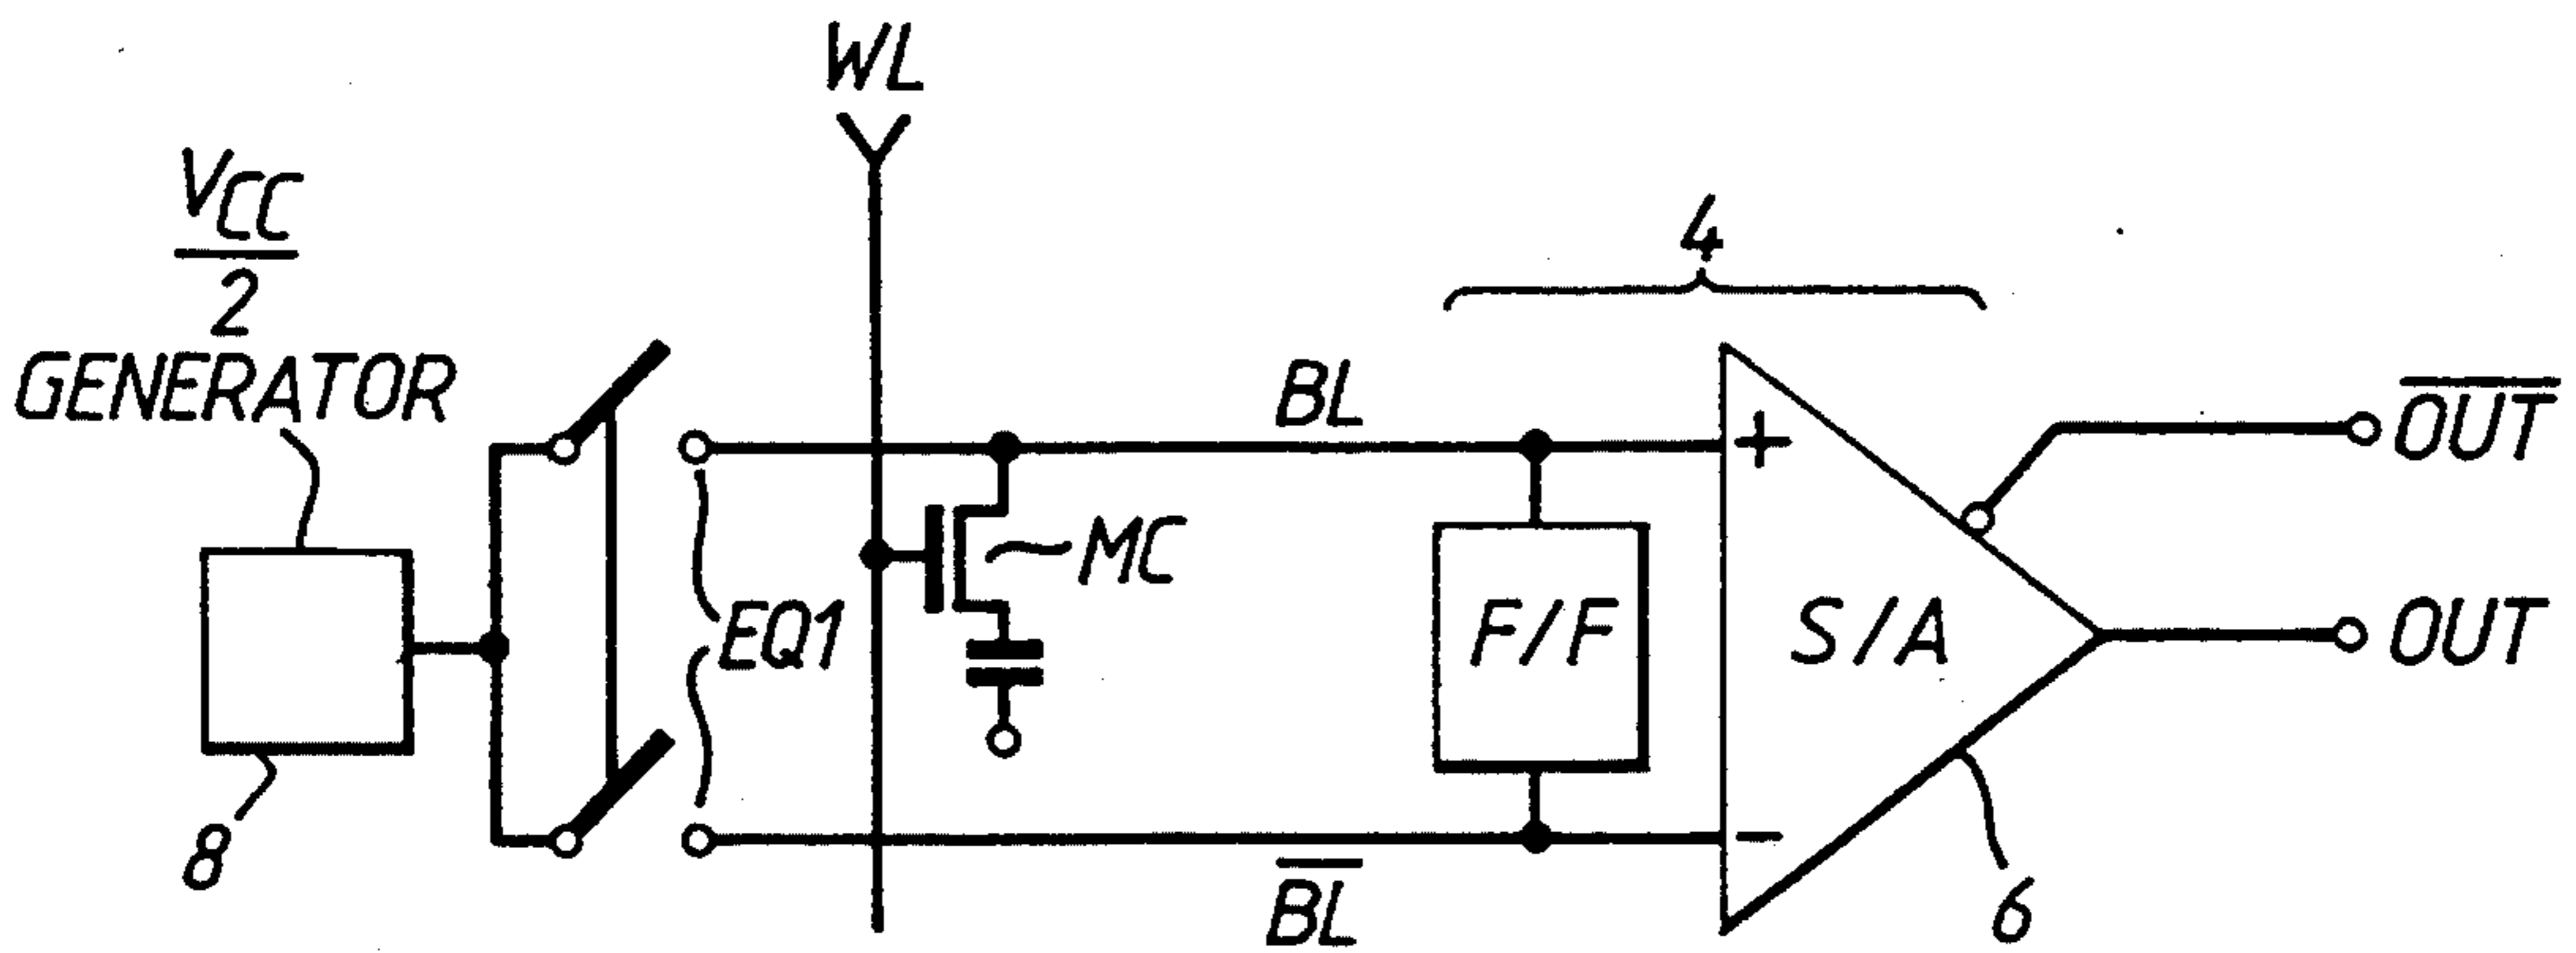 WL
VCC
2
GENERATOR
4
BL
+
OUT
MC
EQ1
F/F
S/A
OUT
8
BL
-
6